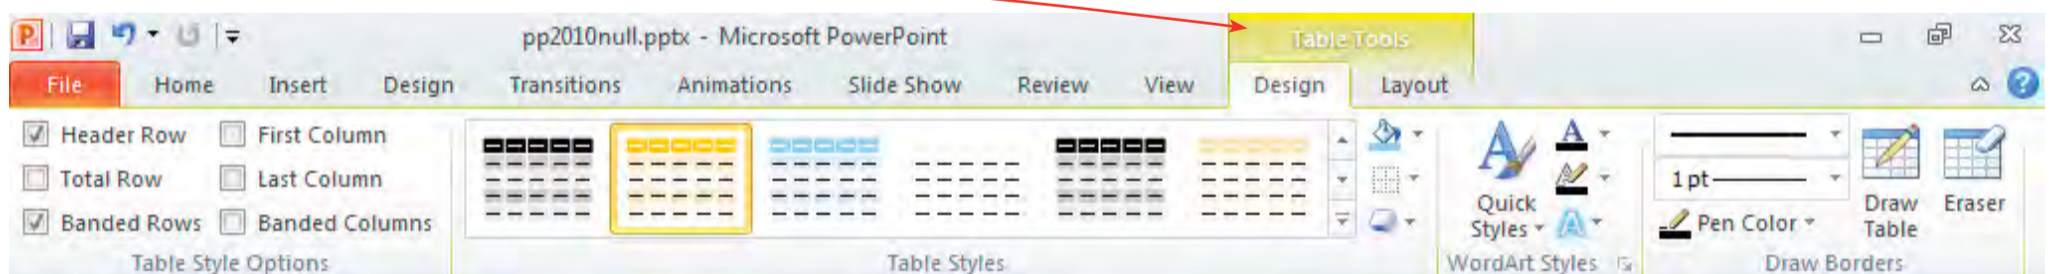 pp2010null.pptx - Microsoft PowerPoint
Table Tools
File Home Insert Design Transitions Animations Slide Show Review View Design Layout
Header Row First Column
Total Row Last Column
Banded Rows Banded Columns
Table Style Options
Table Styles
Quick
Styles
WordArt Styles
1 pt
Pen Color
Draw
Table
Eraser
Draw Borders